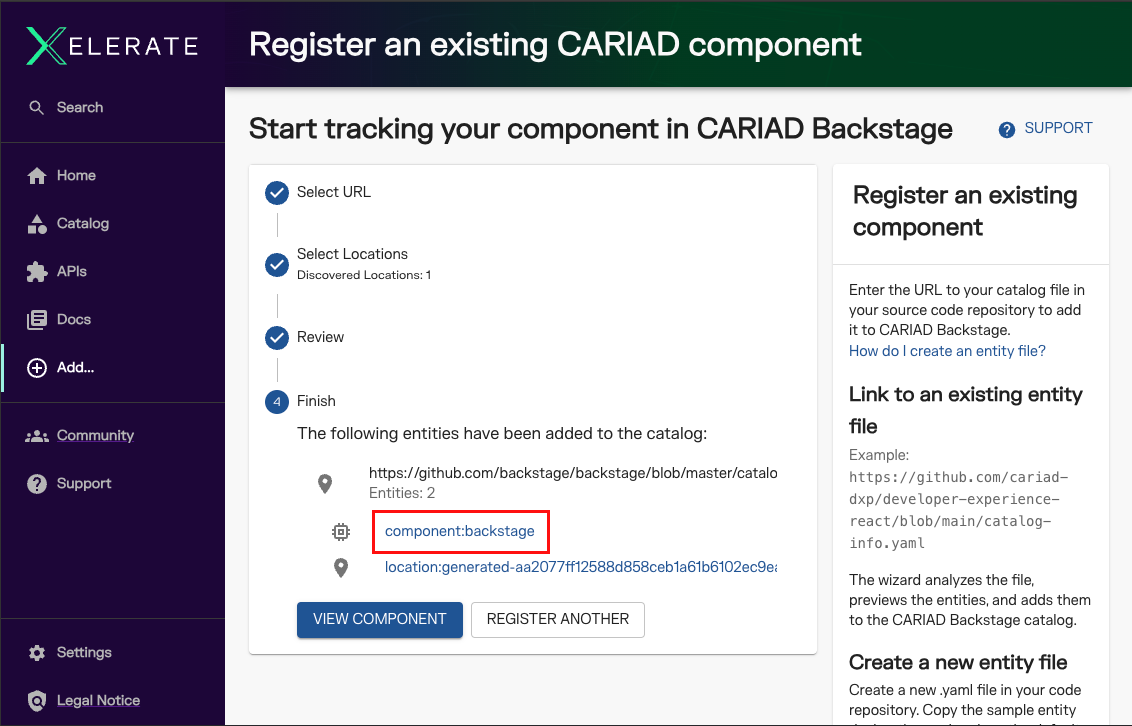 XELERATE
Search
Home
Catalog
APIs
Docs
Add...
Community
Support
Settings
Legal Notice
Register an existing CARIAD component
Start tracking your component in CARIAD Backstage
? SUPPORT
Select URL
Select Locations
Discovered Locations: 1
Review
4 Finish
The following entities have been added to the catalog:
https://github.com/backstage/backstage/blob/master/catalo
Entities: 2
component:backstage
location:generated-aa2077ff12588d858ceb1a61b6102ec9ea
VIEW COMPONENT
REGISTER ANOTHER
Register an existing
component
Enter the URL to your catalog file in
your source code repository to add
it to CARIAD Backstage.
How do I create an entity file?
Link to an existing entity
file
Example:
https://github.com/cariad-
dxp/developer-experience-
react/blob/main/catalog-
info.yaml
The wizard analyzes the file,
previews the entities, and adds them
to the CARIAD Backstage catalog.
Create a new entity file
Create a new .yaml file in your code
repository. Copy the sample entity